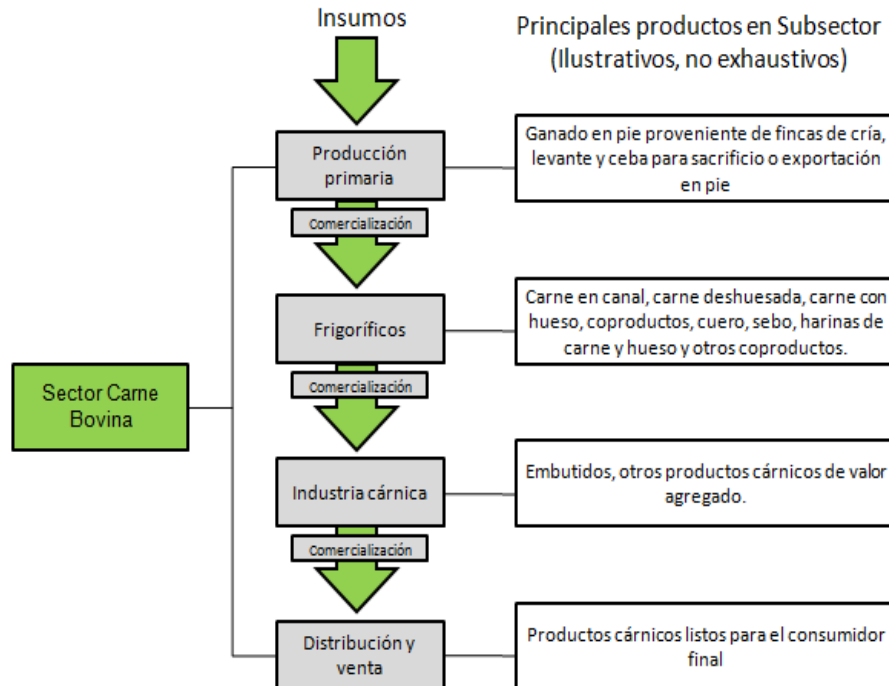 Insumos
Principales productos en Subsector
(Ilustrativos, no exhaustivos)
Producción
primaria
Ganado en pie proveniente de fincas de cría,
levante y ceba para sacrificio o exportación
en pie
Comercialización
Frigoríficos
Carne en canal, carne deshuesada, carne con
hueso, coproductos, cuero, sebo, harinas de
carne y hueso y otros coproductos.
Comercialización
Sector Carne
Bovina
Industria cárnica
Embutidos, otros productos cárnicos de valor
agregado.
Comercialización
Distribución y
venta
Productos cárnicos listos para el consumidor
final